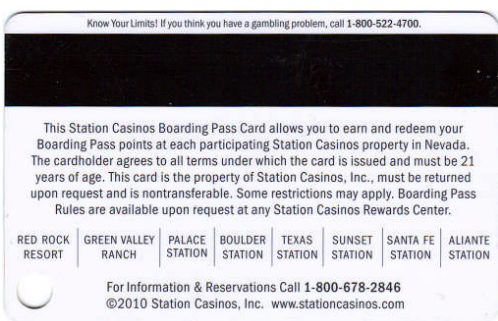 Know Your Limits! If you think you have a gambling problem, call 1-800-522-4700.
This Station Casinos Boarding Pass Card allows you to earn and redeem your
Boarding Pass points at each participating Station Casinos property in Nevada.
The cardholder agrees to all terms under which the card is issued and must be 21
years of age. This card is the property of Station Casinos, Inc., must be returned
upon request and is nontransferable. Some restrictions may apply. Boarding Pass
Rules are available upon request at any Station Casinos Rewards Center.
RED ROCK GREEN VALLEY PALACE BOULDER TEXAS SUNSET SANTA FE ALIANTE
RESORT RANCH STATION STATION STATION STATION STATION STATION
For Information & Reservations Call 1-800-678-2846
©2010 Station Casinos, Inc. www.stationcasinos.com